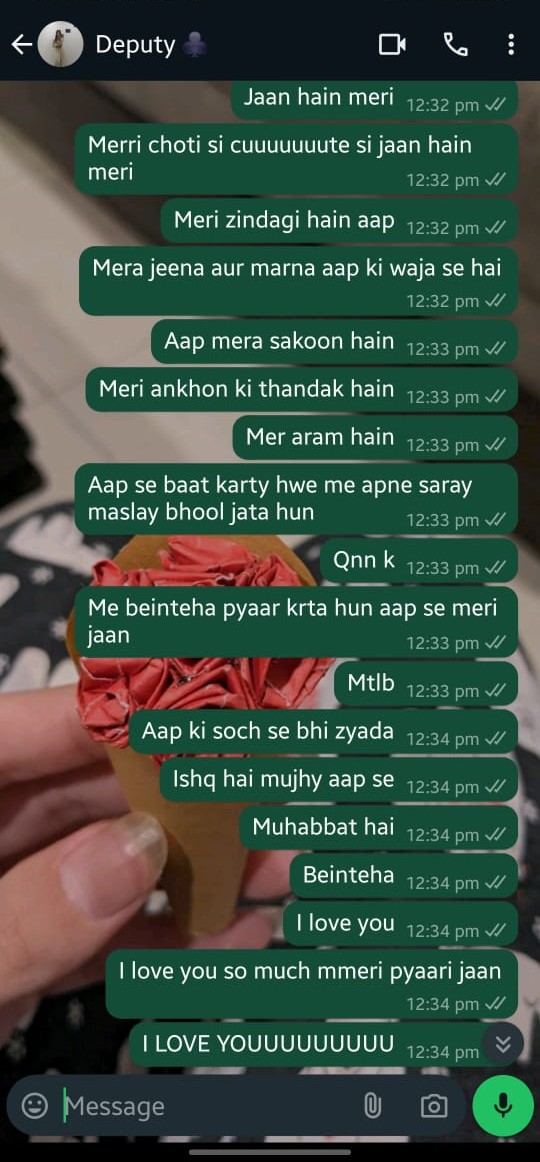 Deputy
Jaan hain meri 12:32 pm
Merri choti si cuuuuuuute si jaan hain
meri 12:32 pm
Meri zindagi hain aap 12:32 pm
Mera jeena aur marna aap ki waja se hai
12:32 pm
Aap mera sakoon hain 12:33 pm
Meri ankhon ki thandak hain 12:33 pm
Mer aram hain 12:33 pm
Aap se baat karty hwe me apne saray
maslay bhool jata hun 12:33 pm
Qnn k 12:33 pm
Me beinteha pyaar krta hun aap se meri
jaan 12:33 pm
Mtlb 12:33 pm
Aap ki soch se bhi zyada 12:34 pm
Ishq hai mujhy aap se 12:34 pm
Muhabbat hai 12:34 pm
Beinteha 12:34 pm
I love you 12:34 pm
I love you so much mmeri pyaari jaan
12:34 pm
I LOVE YOUUUUUUUUUU 12:34 pm
Message